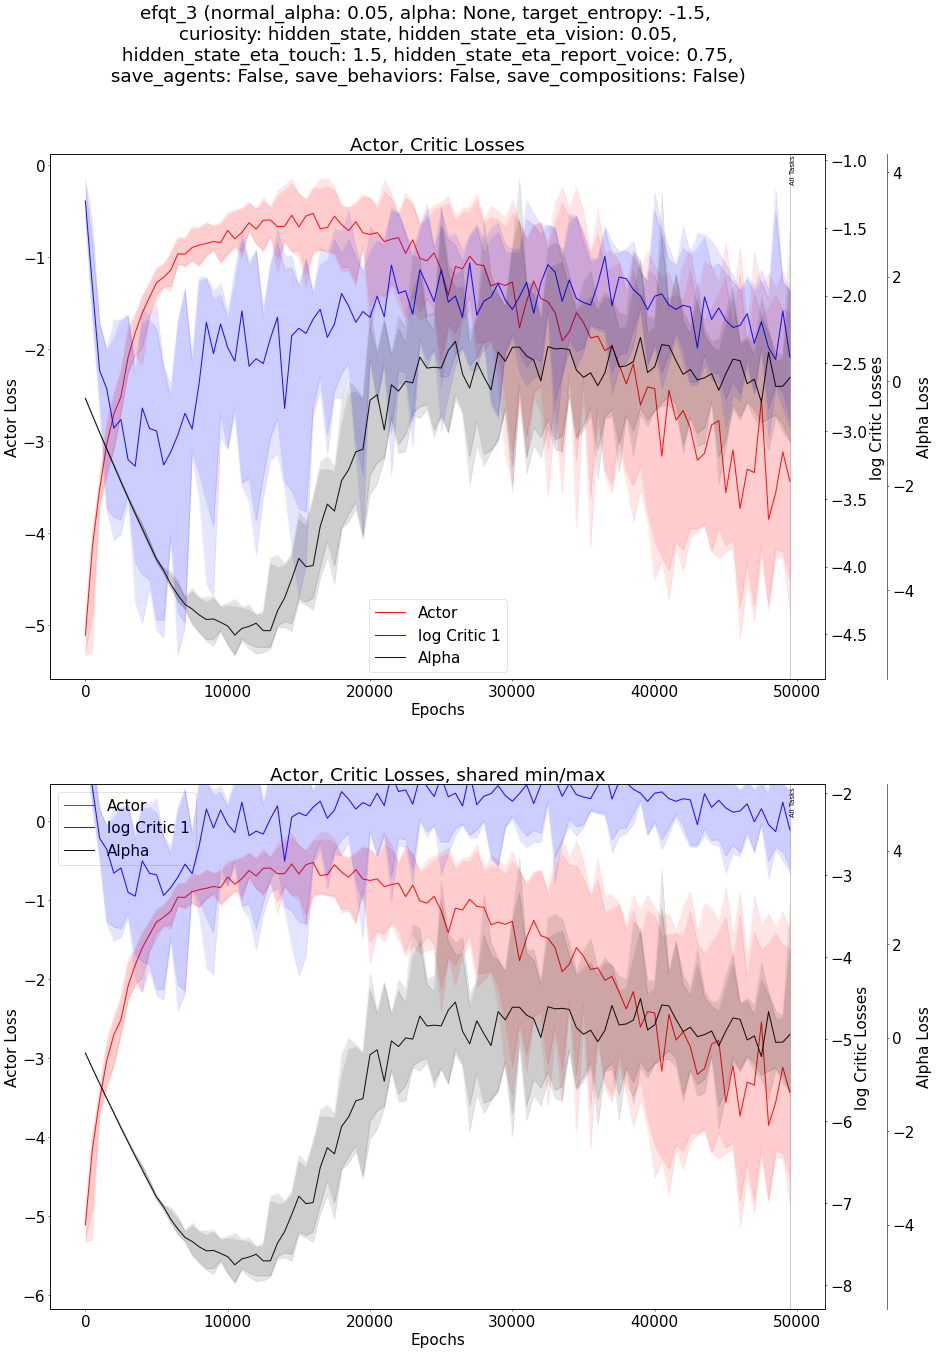 efqt_3 (normal_alpha: 0.05, alpha: None, target_entropy: -1.5,
curiosity: hidden_state, hidden_state_eta_vision: 0.05,
hidden_state_eta_touch: 1.5, hidden_state_eta_report_voice: 0.75,
save_agents: False, save_behaviors: False, save_compositions: False)
Actor, Critic Losses
0
−1
−2
−3
−4
−5
Actor Loss
−1.0
−1.5
−2.0
−2.5
−3.0
−3.5
−4.0
−4.5
log Critic Losses
4
2
0
−2
−4
Alpha Loss
All Tasks
Actor
log Critic 1
Alpha
0
10000
20000
30000
40000
50000
Epochs
Actor, Critic Losses, shared min/max
0
−1
−2
−3
−4
−5
−6
Actor Loss
−2
−3
−4
−5
−6
−7
−8
log Critic Losses
4
2
0
−2
−4
Alpha Loss
All Tasks
Actor
log Critic 1
Alpha
0
10000
20000
30000
40000
50000
Epochs